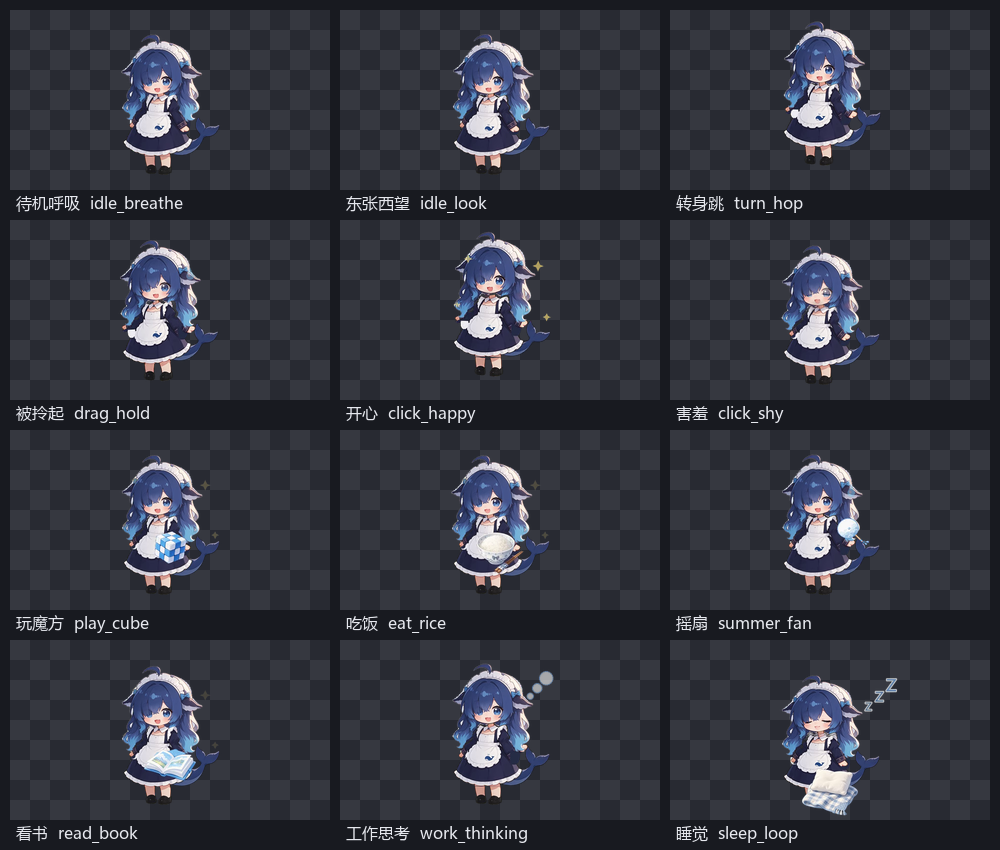 待机呼吸 idle_breathe
东张西望 idle_look
转身跳 turn_hop
被拎起 drag_hold
开心 click_happy
害羞 click_shy
玩魔方 play_cube
吃饭 eat_rice
摇扇 summer_fan
看书 read_book
工作思考 work_thinking
z z Z
睡觉 sleep_loop